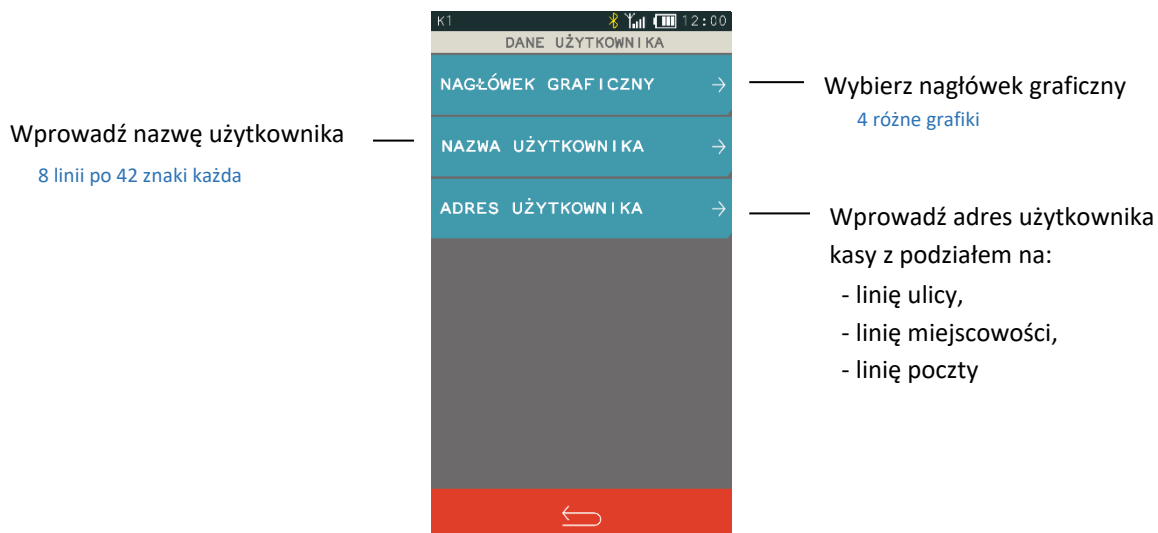 K1 12:00
DANE UŻYTKOWNIKA
NAGŁÓWEK GRAFICZNY →
Wybierz nagłówek graficzny
4 różne grafiki
Wprowadź nazwę użytkownika
8 linii po 42 znaki każda
NAZWA UŻYTKOWNIKA →
ADRES UŻYTKOWNIKA →
Wprowadź adres użytkownika
kasy z podziałem na:
- linię ulicy,
- linię miejscowości,
- linię poczty